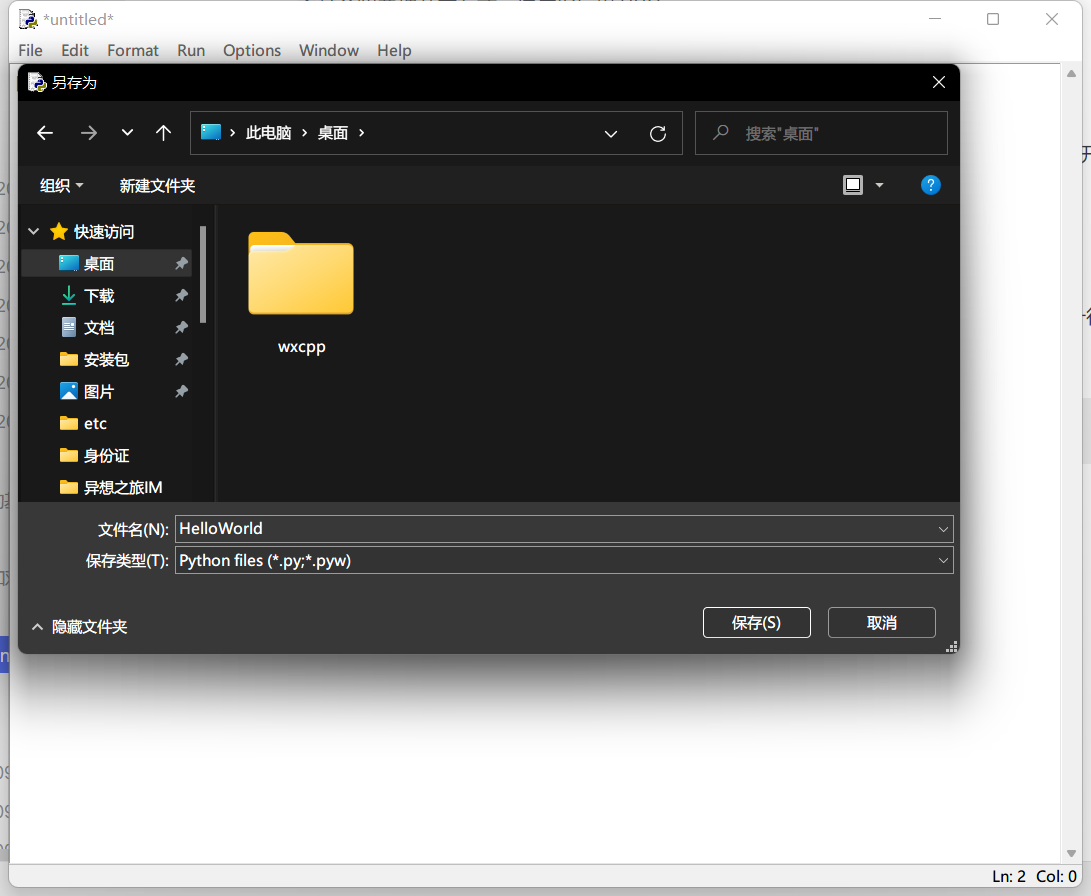 *untitled*
File Edit Format Run Options Window Help
另存为
此电脑 › 桌面 ›
搜索"桌面"
组织 新建文件夹
快速访问
桌面
下载
文档
安装包
图片
etc
身份证
异想之旅IM
wxcpp
文件名(N): HelloWorld
保存类型(T): Python files (*.py;*.pyw)
隐藏文件夹
保存(S) 取消
Ln: 2 Col: 0